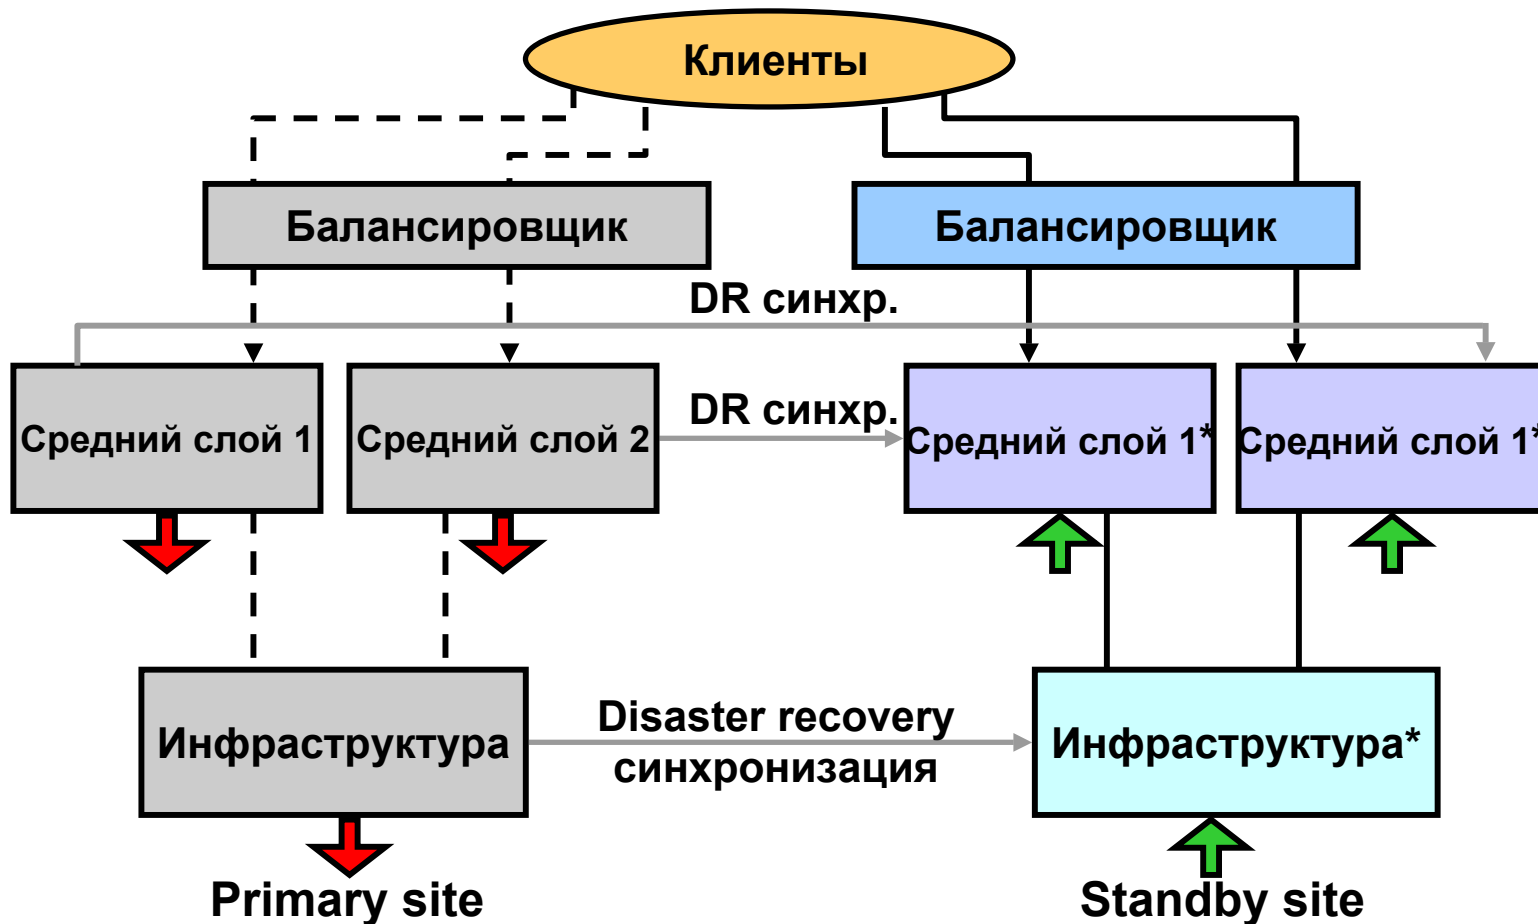 Клиенты
Балансировщик
Балансировщик
DR синхр.
Средний слой 1
Средний слой 2
DR синхр.
Средний слой 1*
Средний слой 1*
Инфраструктура
Disaster recovery
синхронизация
Инфраструктура*
Primary site
Standby site